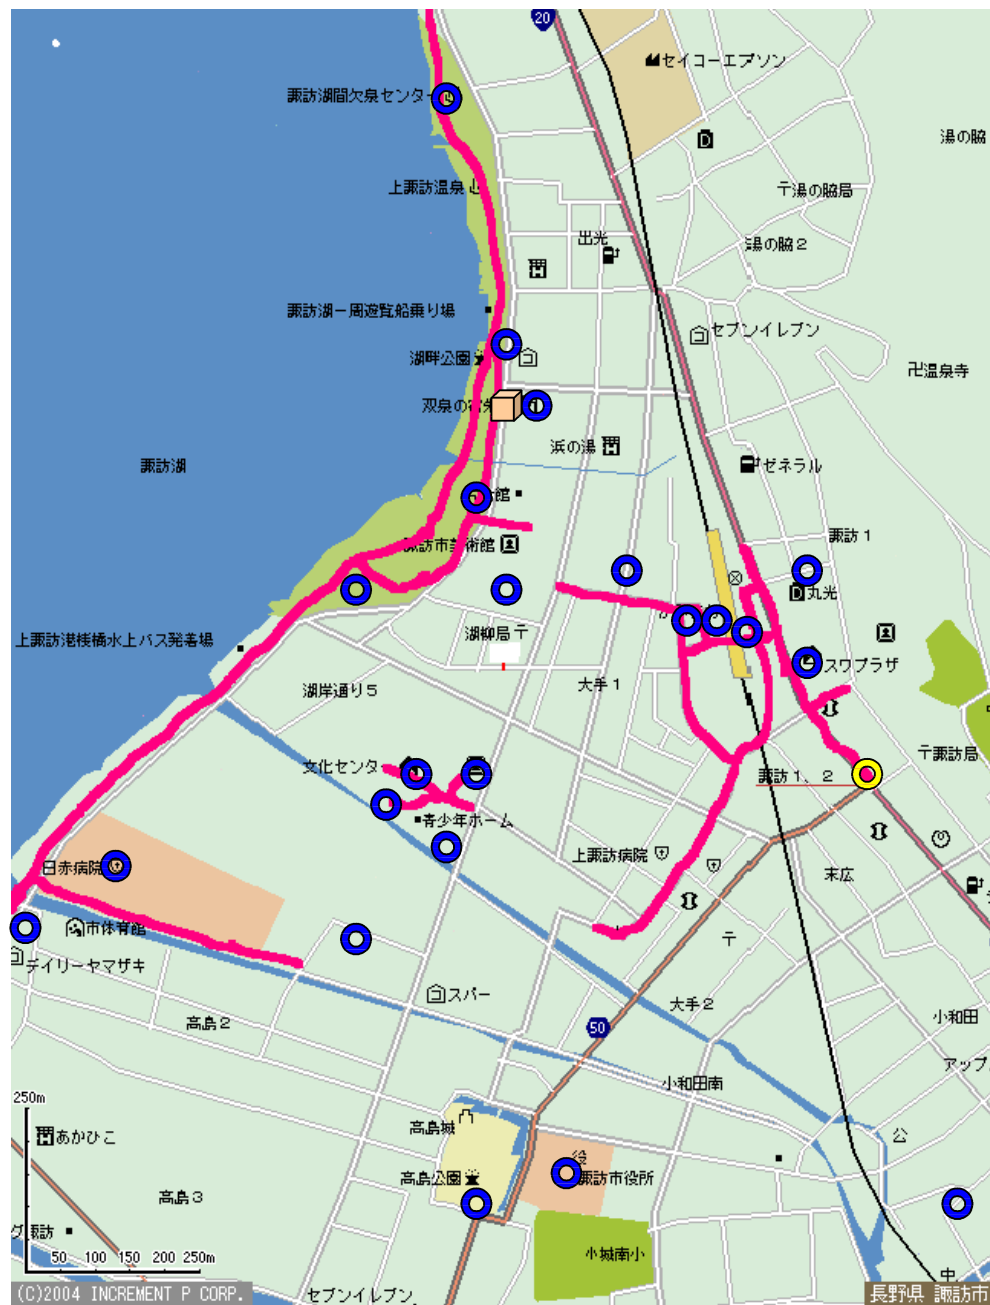 20
セイコーエプソン
諏訪湖間欠泉センタ
湯の脇
上諏訪温泉
〒湯の脇局
出光
湯の脇2
諏訪湖一周遊覧船乗り場
セブンイレブン
湖畔公園
卍温泉寺
双泉の宿
浜の湯
諏訪湖
ゼネラル
館
諏訪1
諏訪市美術館
丸光
湖柳局〒
上諏訪港桟橋水上バス発着場
スワプラザ
大手1
湖岸通り5
〒諏訪局
文化センタ
諏訪1、2
青少年ホーム
上諏訪病院
日赤病院
末広
市体育館
〒
デイリーヤマザキ
スパー
大手2
高島2
50
小和田
アップ
小和田南
250m
高島城
公
あかひこ
役
高島公園
諏訪市役所
高島3
グ諏訪
小城南小
50 100 150 200 250m
中
セブンイレブン
(C)2004 INCREMENT P CORP.
長野県 諏訪市